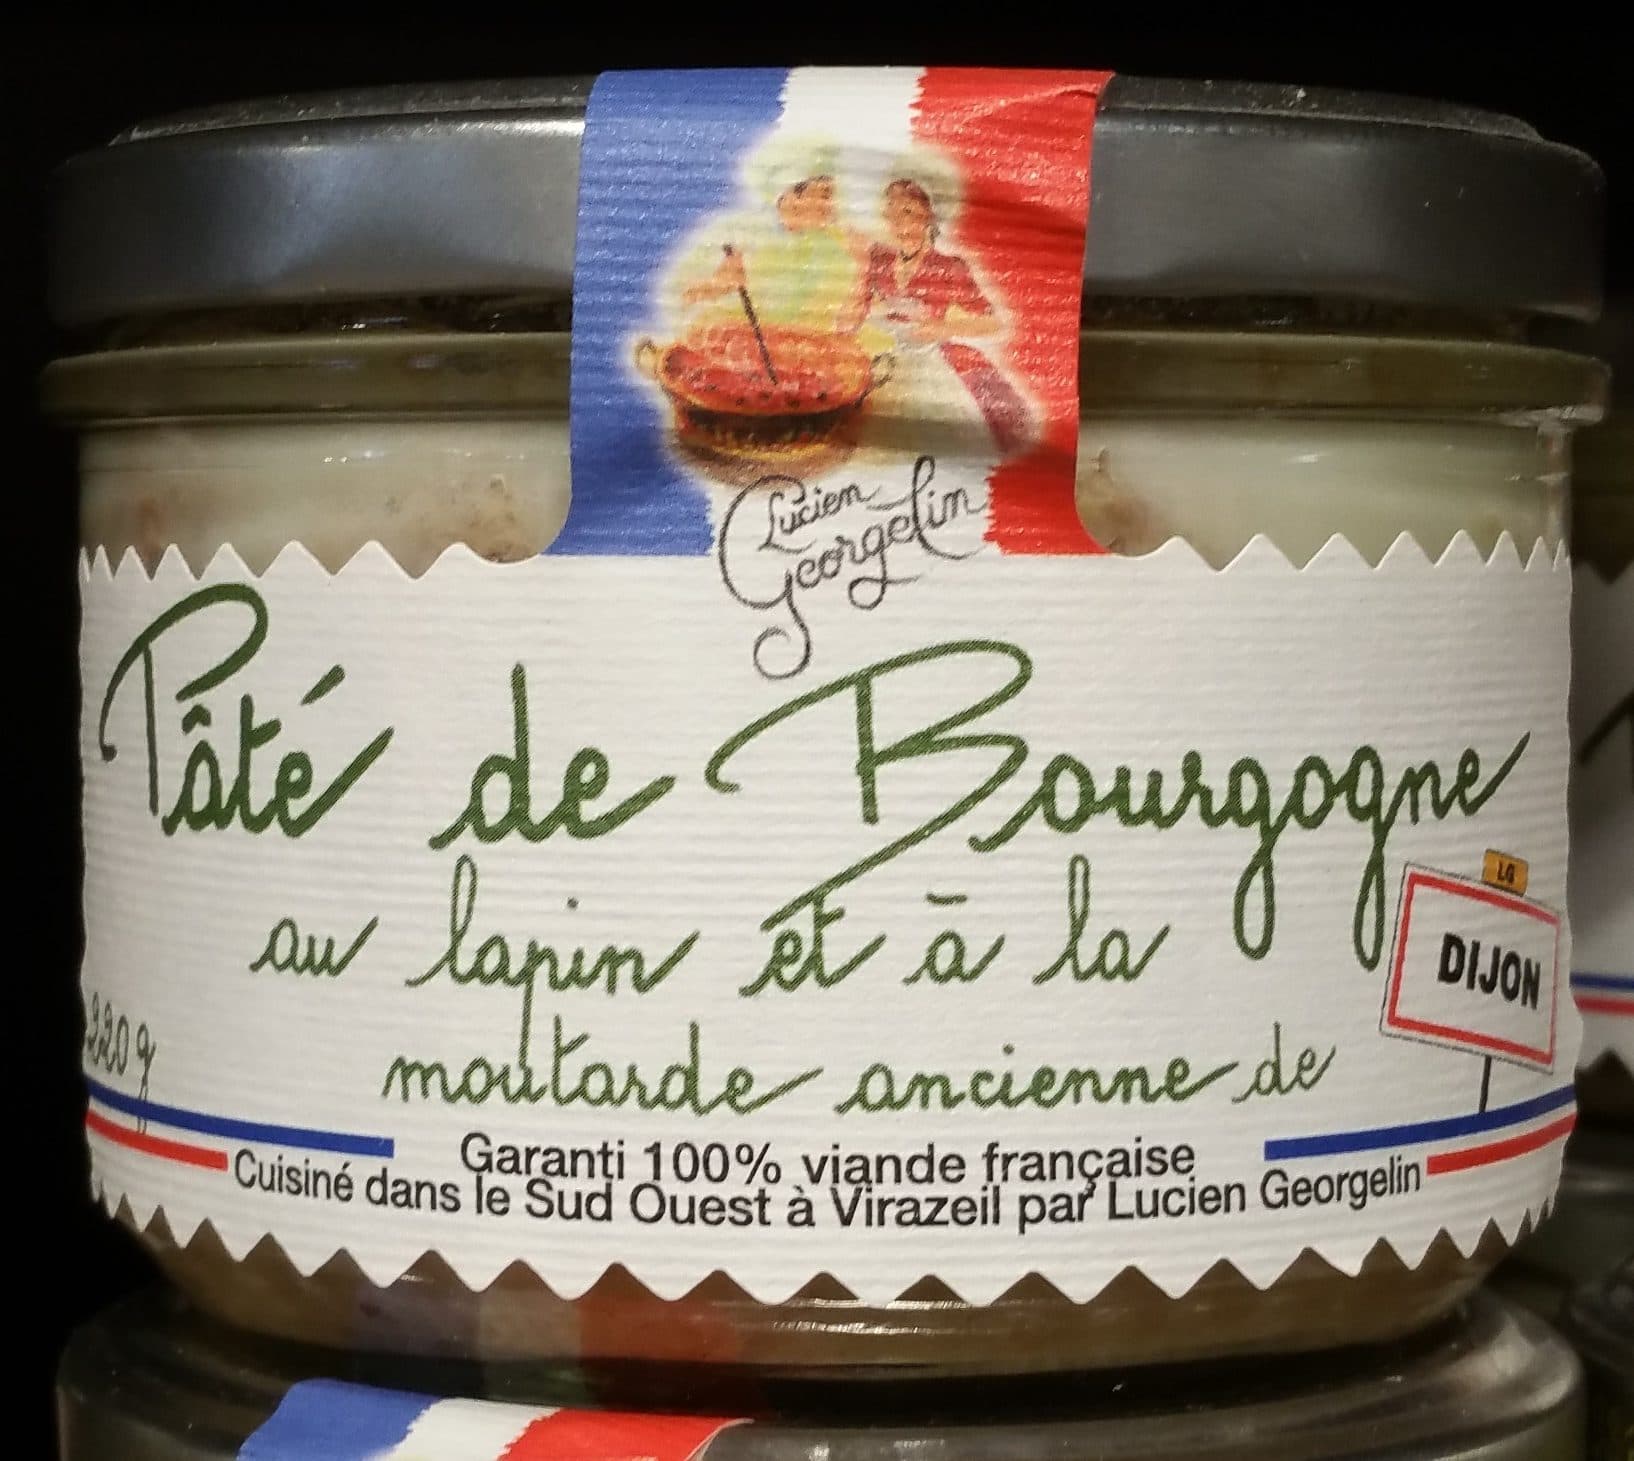 Lucien
Georgelin
Pâté de Bourgogne
au lapin et à la
moutarde ancienne de
LG
DIJON
220g
Garanti 100% viande française
Cuisiné dans le Sud Ouest à Virazeil par Lucien Georgelin